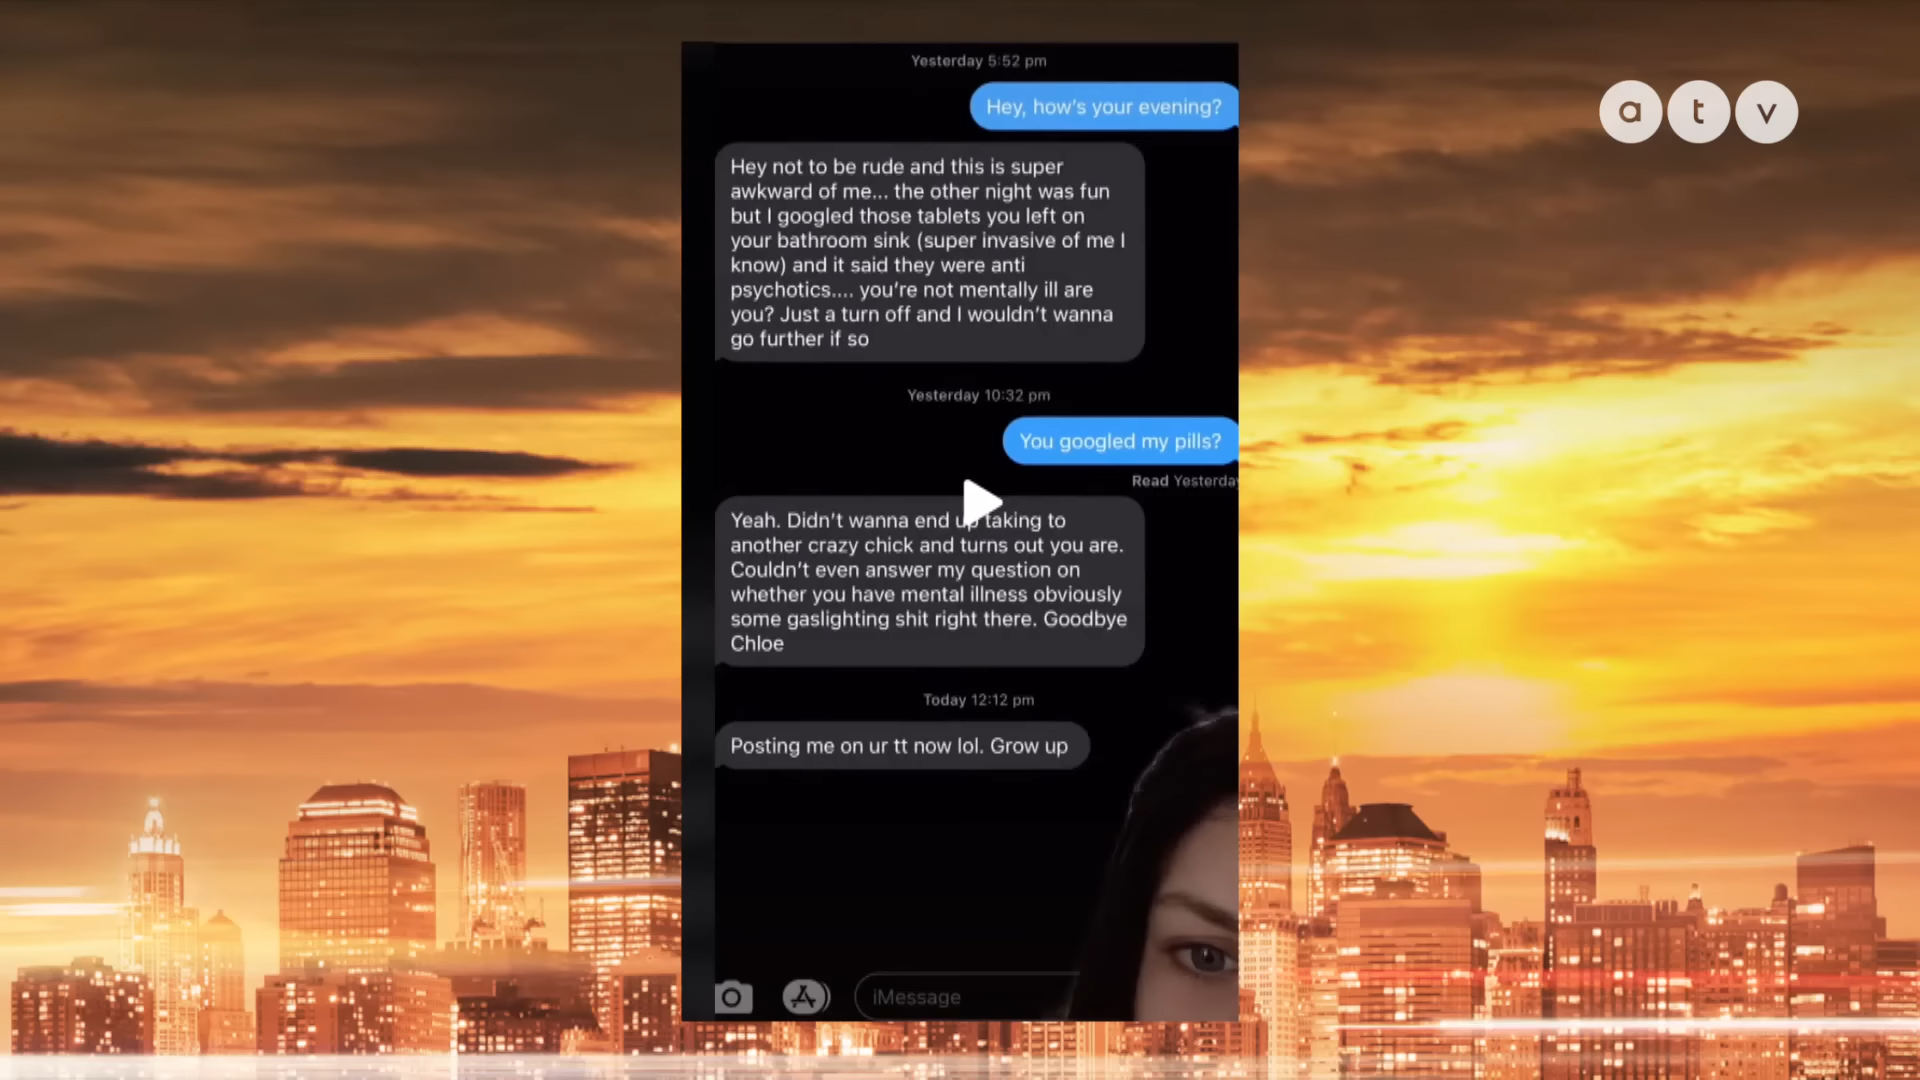 Yesterday 5:52 pm
a t v
Hey, how's your evening?
Hey not to be rude and this is super
awkward of me... the other night was fun
but I googled those tablets you left on
your bathroom sink (super invasive of me I
know) and it said they were anti
psychotics.... you're not mentally ill are
you? Just a turn off and I wouldn't wanna
go further if so
Yesterday 10:32 pm
You googled my pills?
Read Yesterday
Yeah. Didn't wanna end up taking to
another crazy chick and turns out you are.
Couldn't even answer my question on
whether you have mental illness obviously
some gaslighting shit right there. Goodbye
Chloe
Today 12:12 pm
Posting me on ur tt now lol. Grow up
iMessage